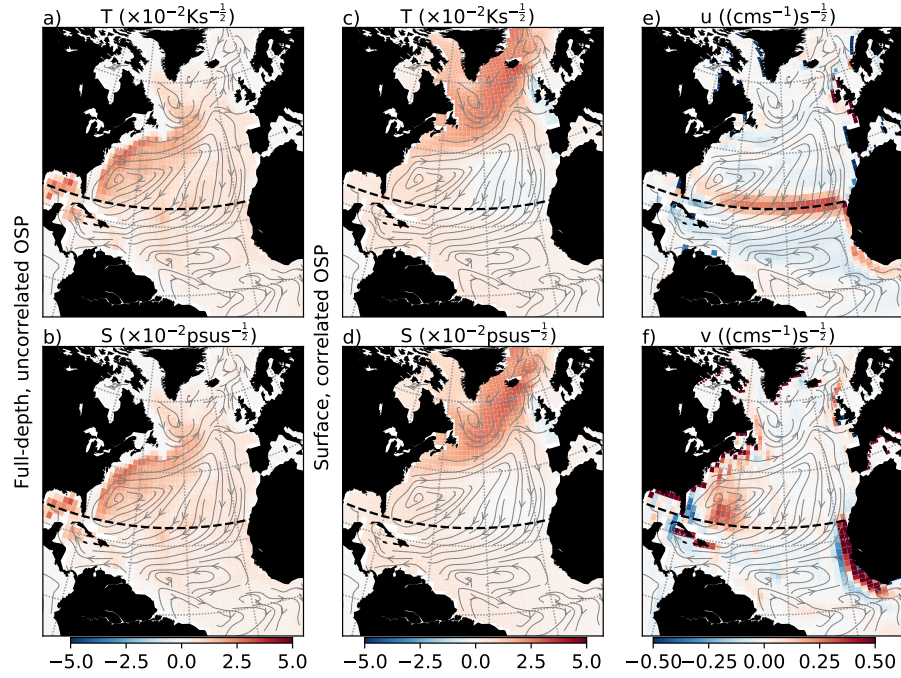 a) T (×10⁻²Ks^{-1/2})
c) T (×10⁻²Ks^{-1/2})
e) u ((cms⁻¹)s^{-1/2})
Full-depth, uncorrelated OSP
Surface, correlated OSP
b) S (×10⁻²psus^{-1/2})
d) S (×10⁻²psus^{-1/2})
f) v ((cms⁻¹)s^{-1/2})
−5.0 −2.5 0.0 2.5 5.0
−5.0 −2.5 0.0 2.5 5.0
−0.50 −0.25 0.00 0.25 0.50